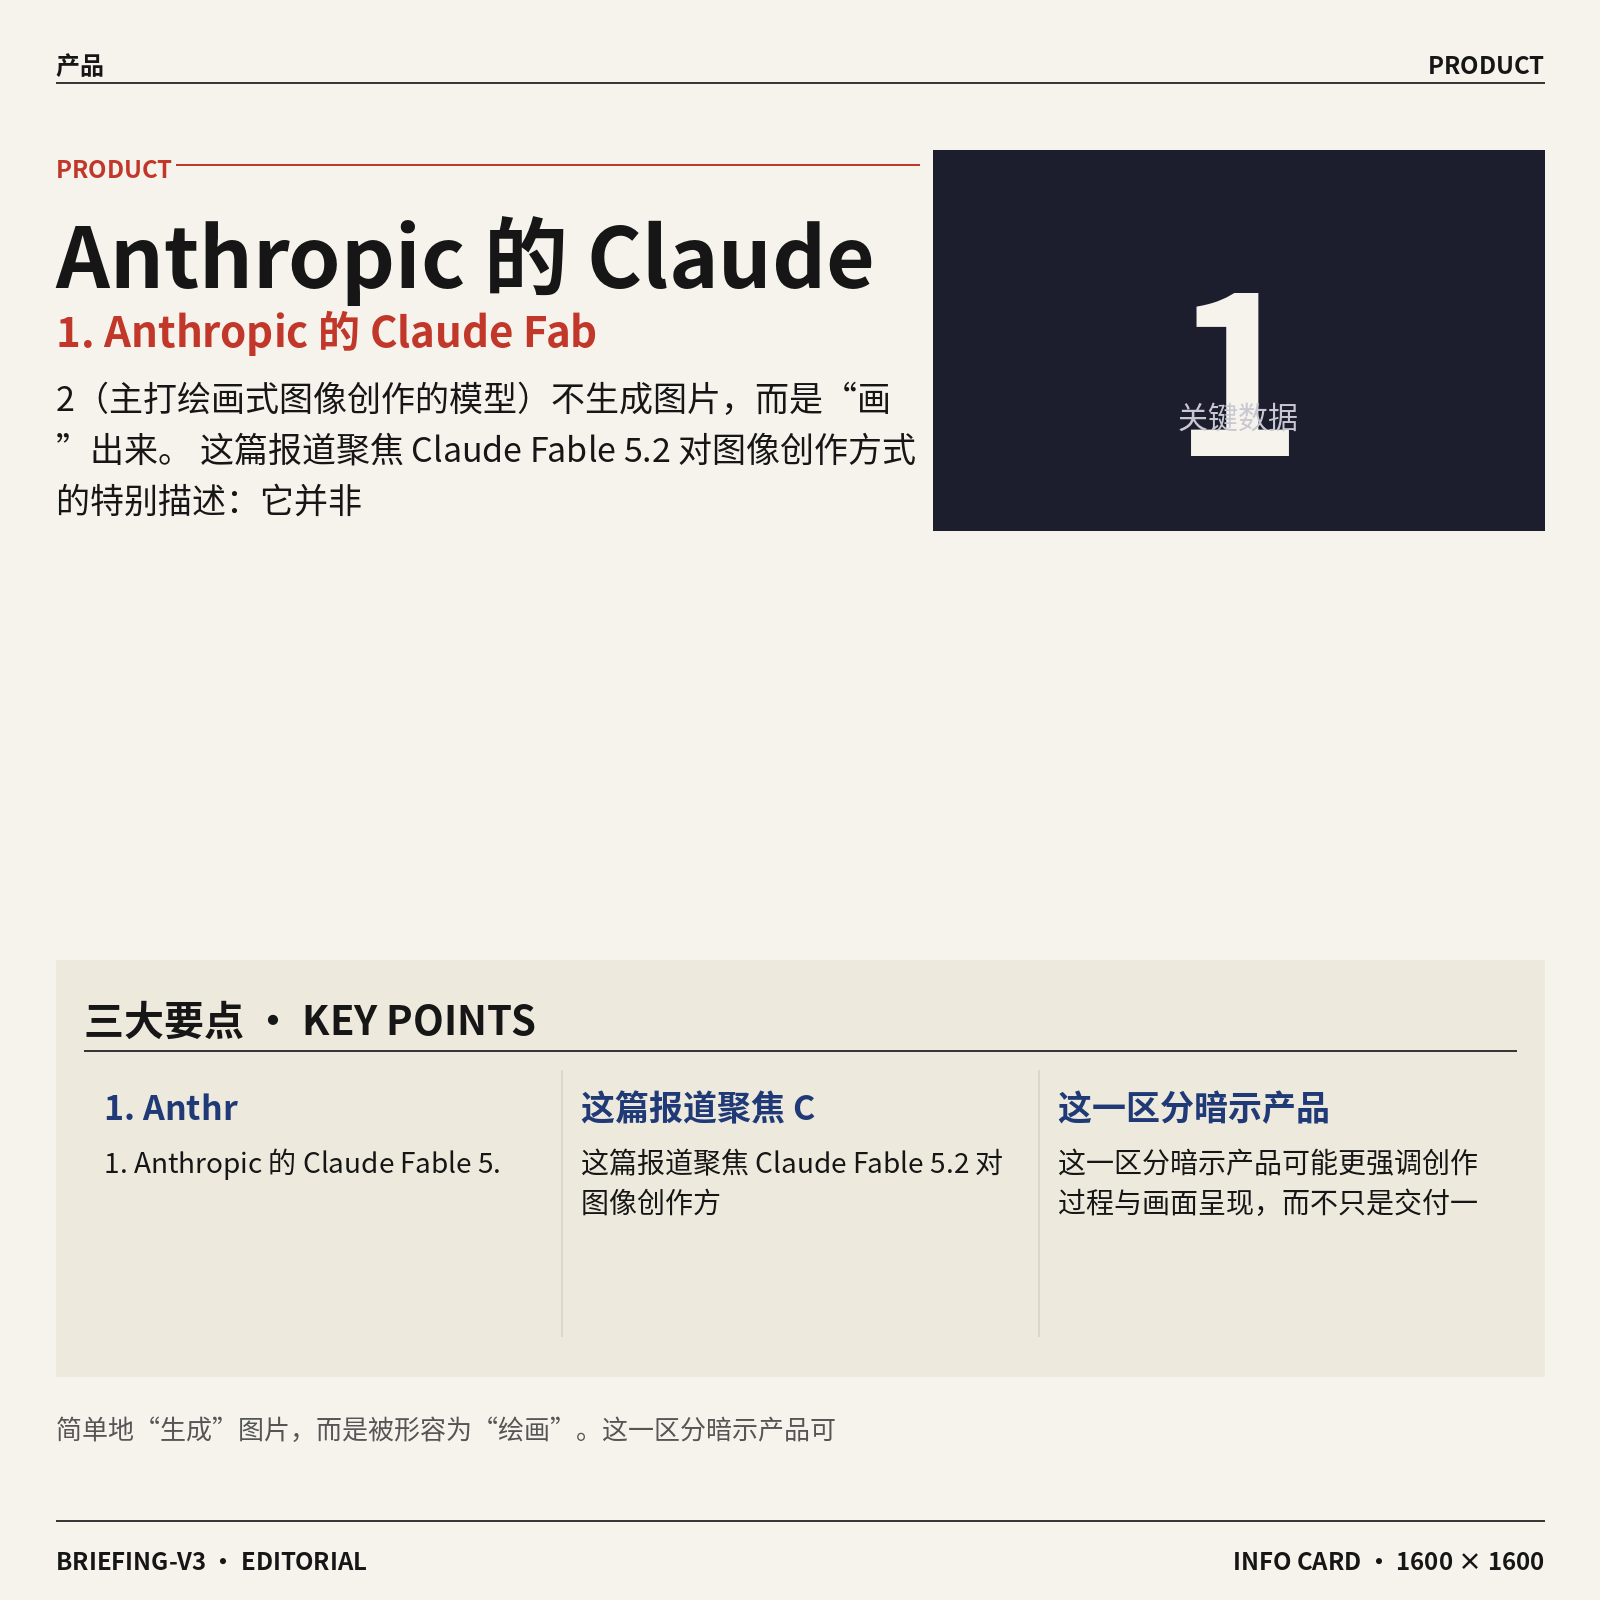 产品
PRODUCT
PRODUCT
Anthropic 的 Claude
1. Anthropic 的 Claude Fab
2（主打绘画式图像创作的模型）不生成图片，而是“画
”出来。 这篇报道聚焦 Claude Fable 5.2 对图像创作方式
的特别描述：它并非
1
关键数据
三大要点 · KEY POINTS
1. Anthr
1. Anthropic 的 Claude Fable 5.
这篇报道聚焦 C
这篇报道聚焦 Claude Fable 5.2 对
图像创作方
这一区分暗示产品
这一区分暗示产品可能更强调创作
过程与画面呈现，而不只是交付一
简单地“生成”图片，而是被形容为“绘画”。这一区分暗示产品可
BRIEFING-V3 · EDITORIAL
INFO CARD · 1600 × 1600